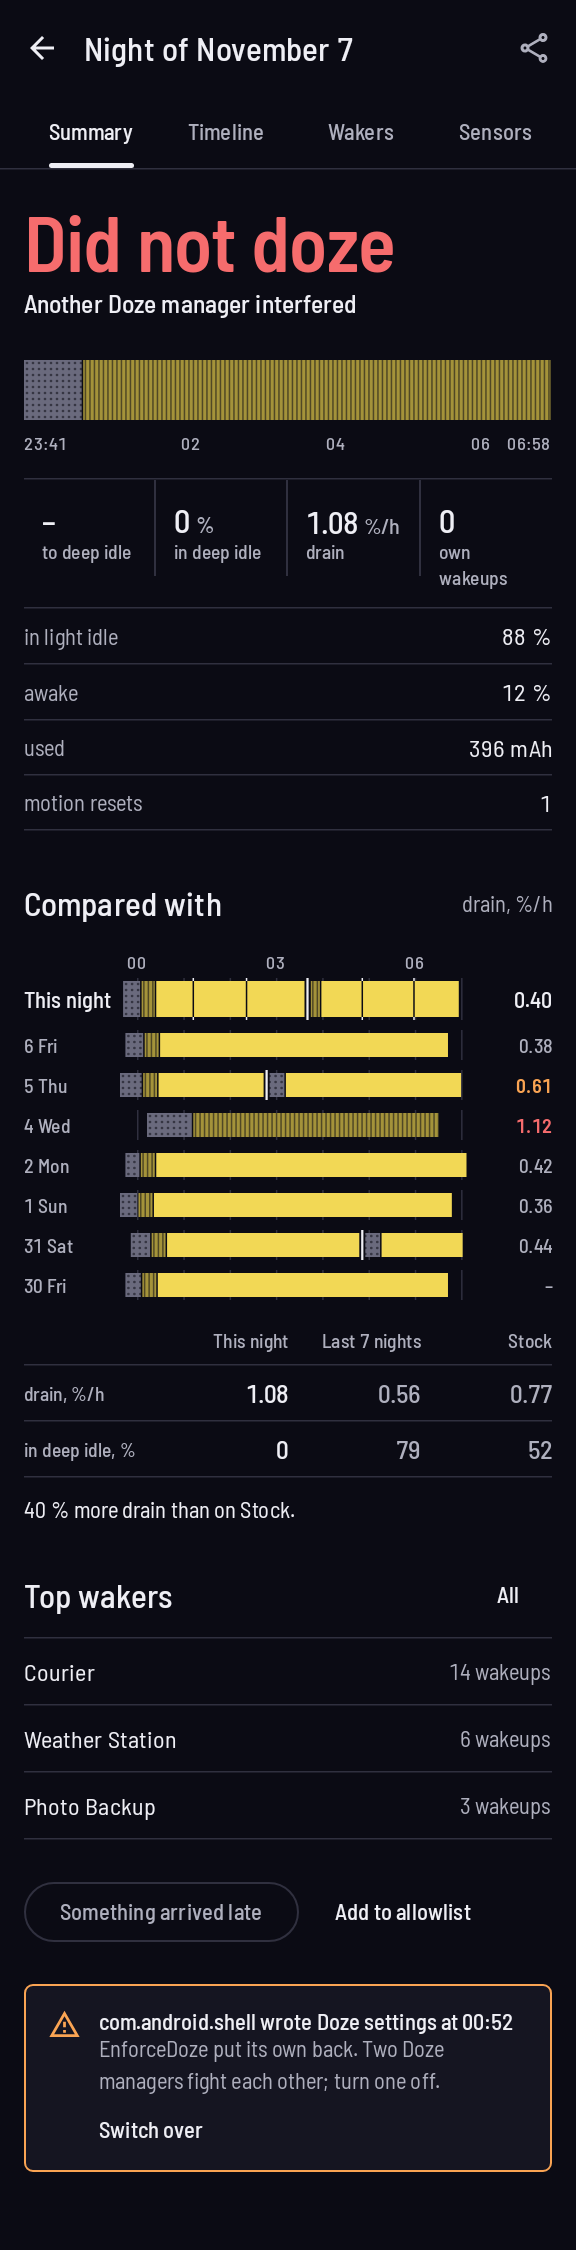 Night of November 7
Summary Timeline Wakers Sensors
Did not doze
Another Doze manager interfered
23:41 02 04 06 06:58
– 0 % 1.08 %/h 0
to deep idle in deep idle drain own
wakeups
in light idle 88 %
awake 12 %
used 396 mAh
motion resets 1
Compared with drain, %/h
00 03 06
This night 0.40
6 Fri 0.38
5 Thu 0.61
4 Wed 1.12
2 Mon 0.42
1 Sun 0.36
31 Sat 0.44
30 Fri –
This night Last 7 nights Stock
drain, %/h 1.08 0.56 0.77
in deep idle, % 0 79 52
40 % more drain than on Stock.
Top wakers All
Courier 14 wakeups
Weather Station 6 wakeups
Photo Backup 3 wakeups
Something arrived late Add to allowlist
com.android.shell wrote Doze settings at 00:52
EnforceDoze put its own back. Two Doze
managers fight each other; turn one off.
Switch over